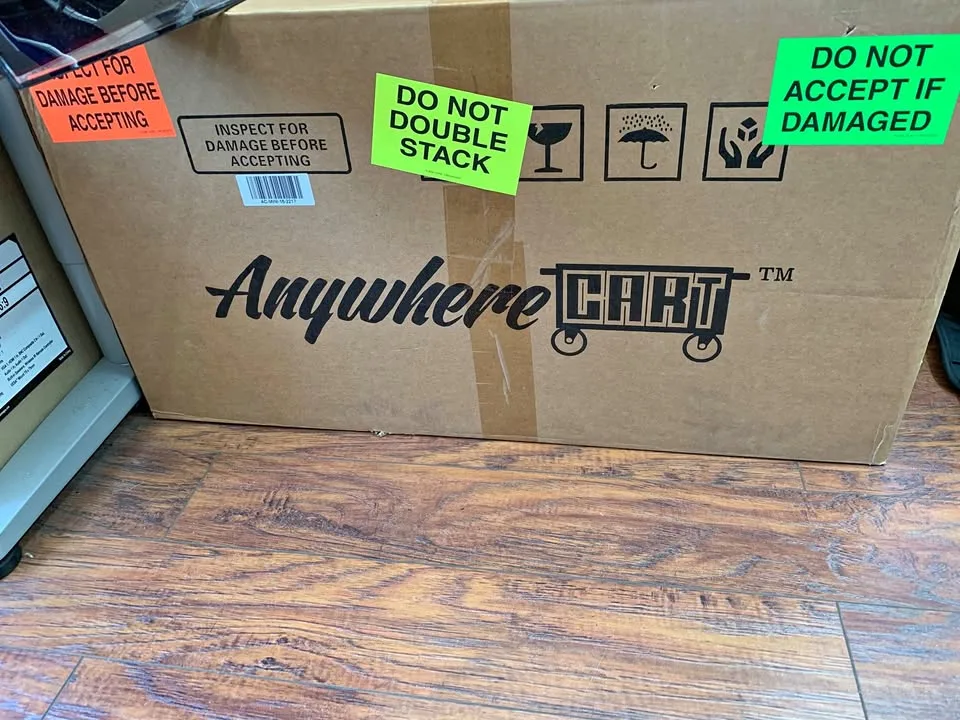 INSPECT FOR
DAMAGE BEFORE
ACCEPTING
INSPECT FOR
DAMAGE BEFORE
ACCEPTING
DO NOT
DOUBLE
STACK
DO NOT
ACCEPT IF
DAMAGED
Anywhere CART TM